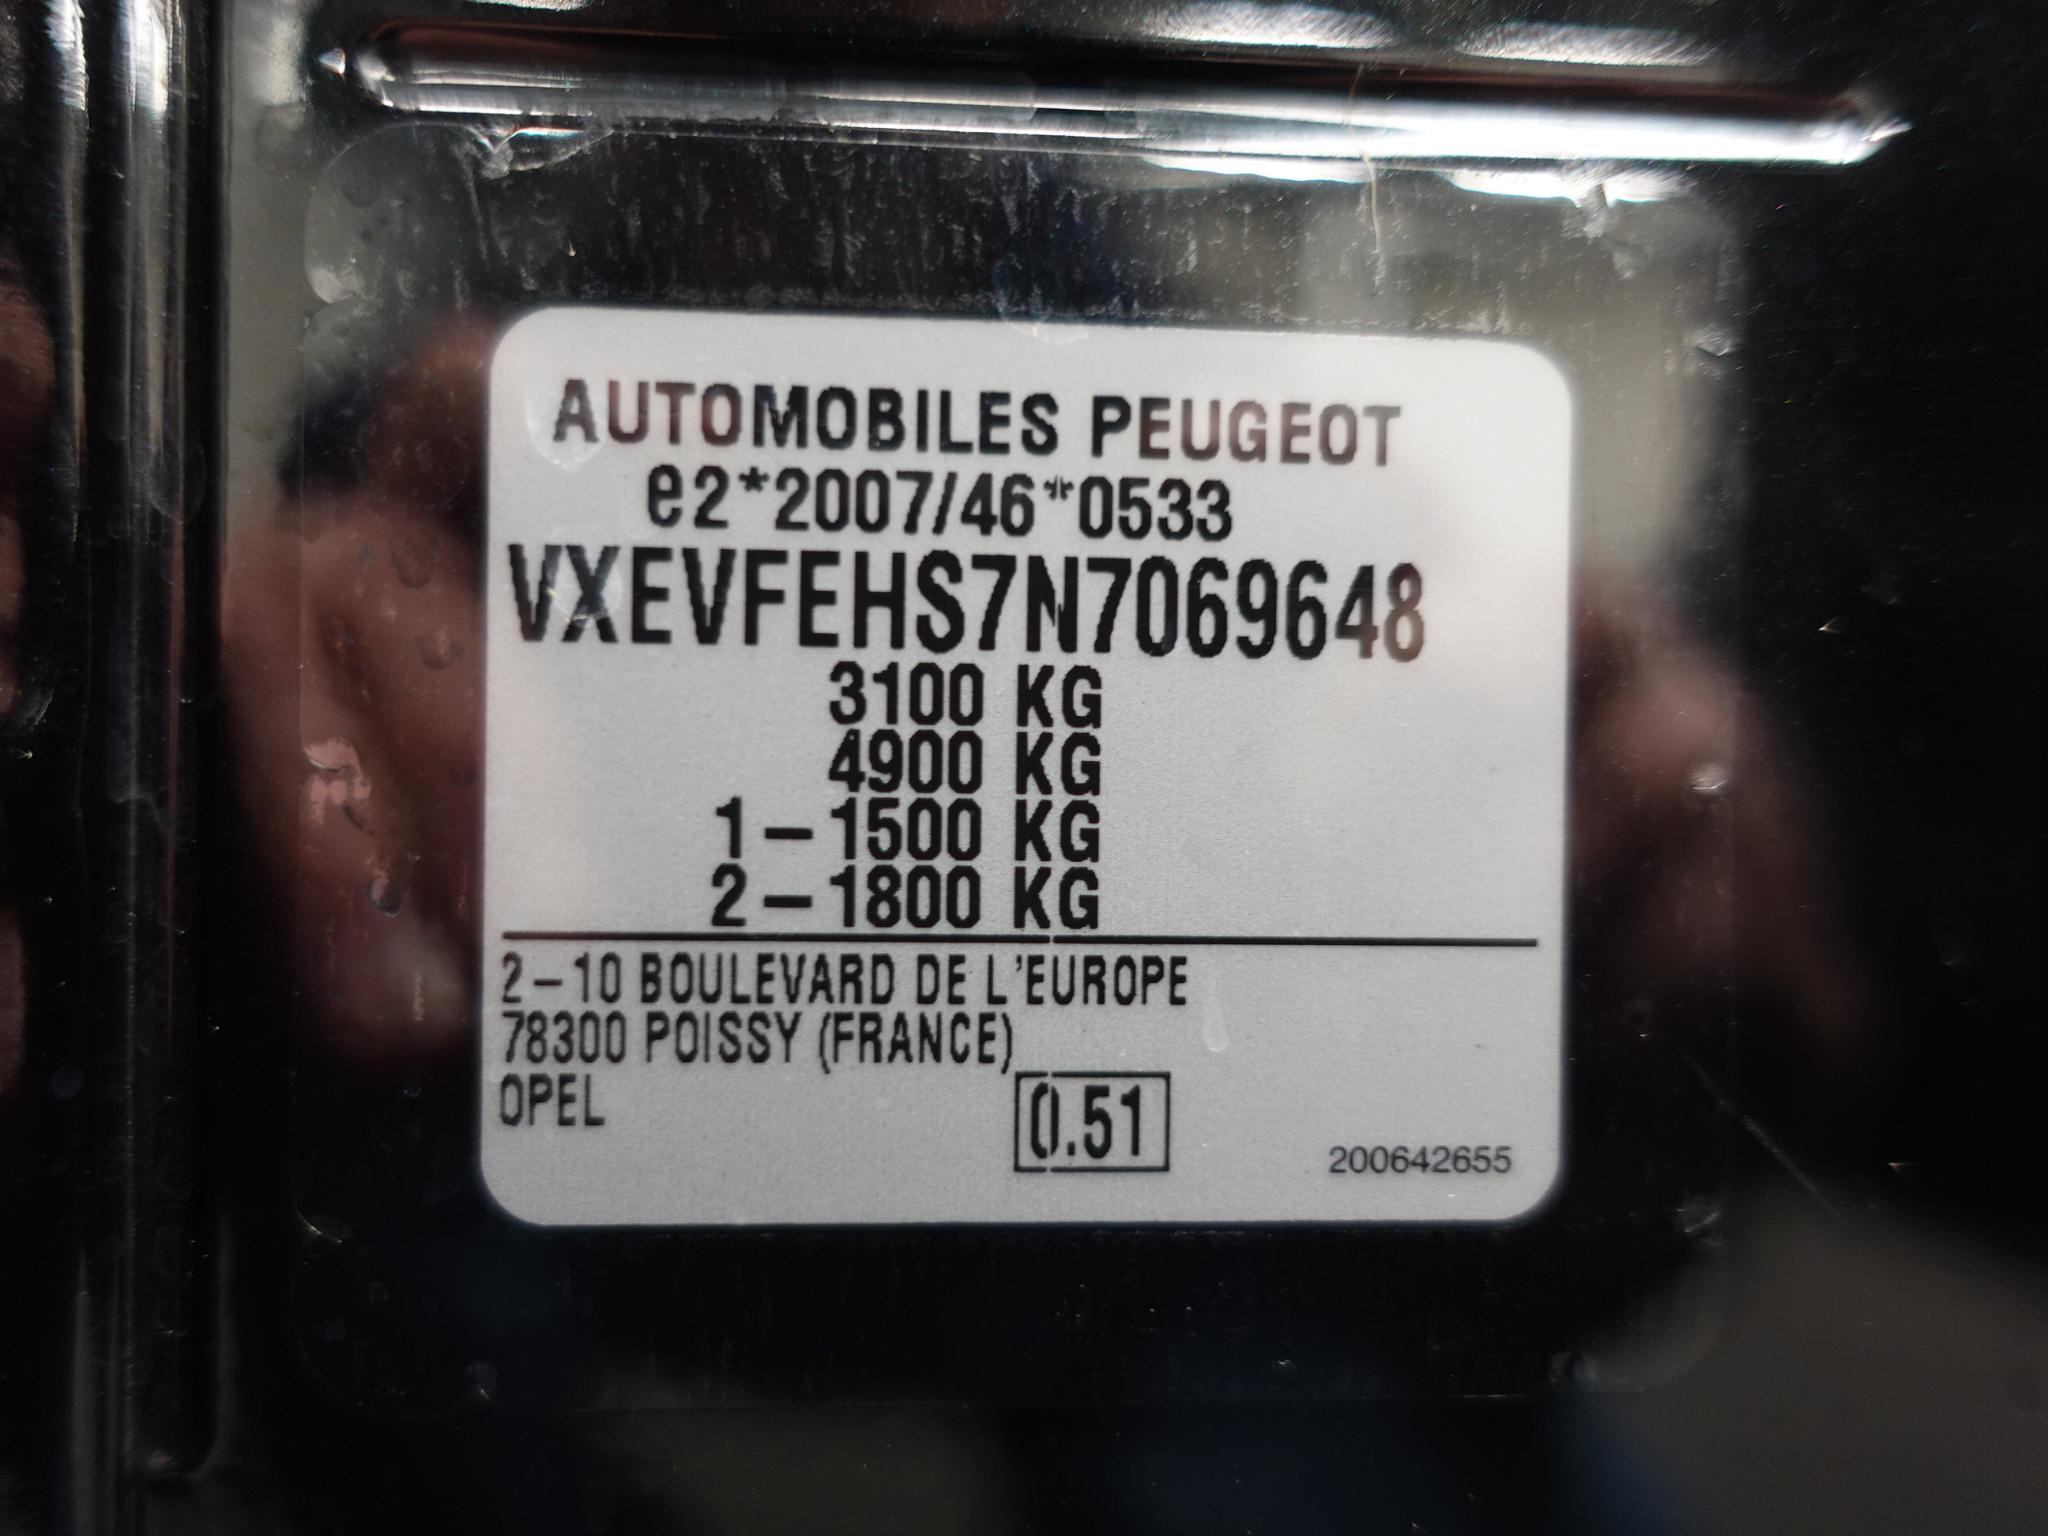 AUTOMOBILES PEUGEOT
e2*2007/46*0533
VXEVFEHS7N7069648
3100 KG
4900 KG
1-1500 KG
2-1800 KG
2-10 BOULEVARD DE L'EUROPE
78300 POISSY (FRANCE)
OPEL
0.51
200642655